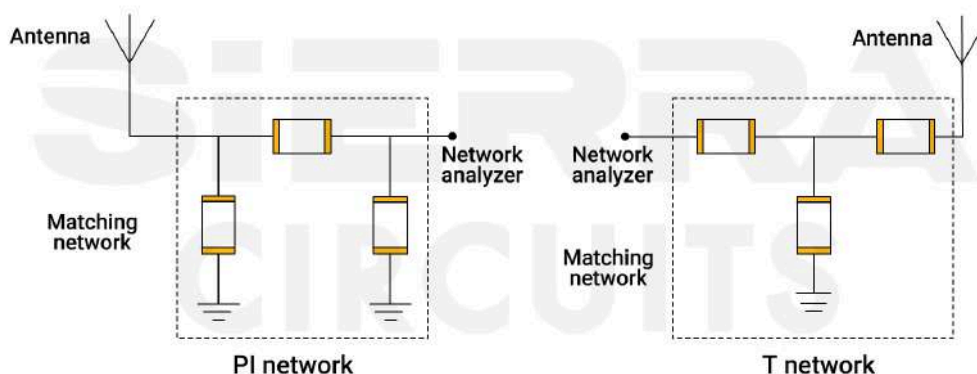 Antenna
Antenna
SIERRA
Network
analyzer
Network
analyzer
Matching
network
Matching
network
CIRCUITS
PI network
T network